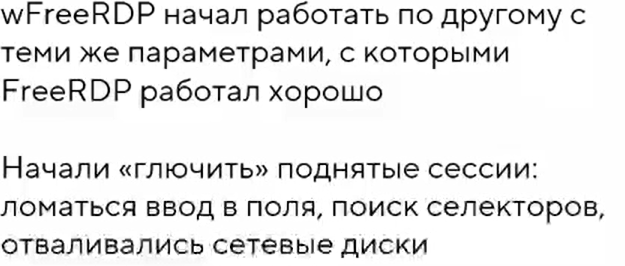 wFreeRDP начал работать по другому с
теми же параметрами, с которыми
FreeRDP работал хорошо
Начали «глючить» поднятые сессии:
ломаться ввод в поля, поиск селекторов,
отваливались сетевые диски